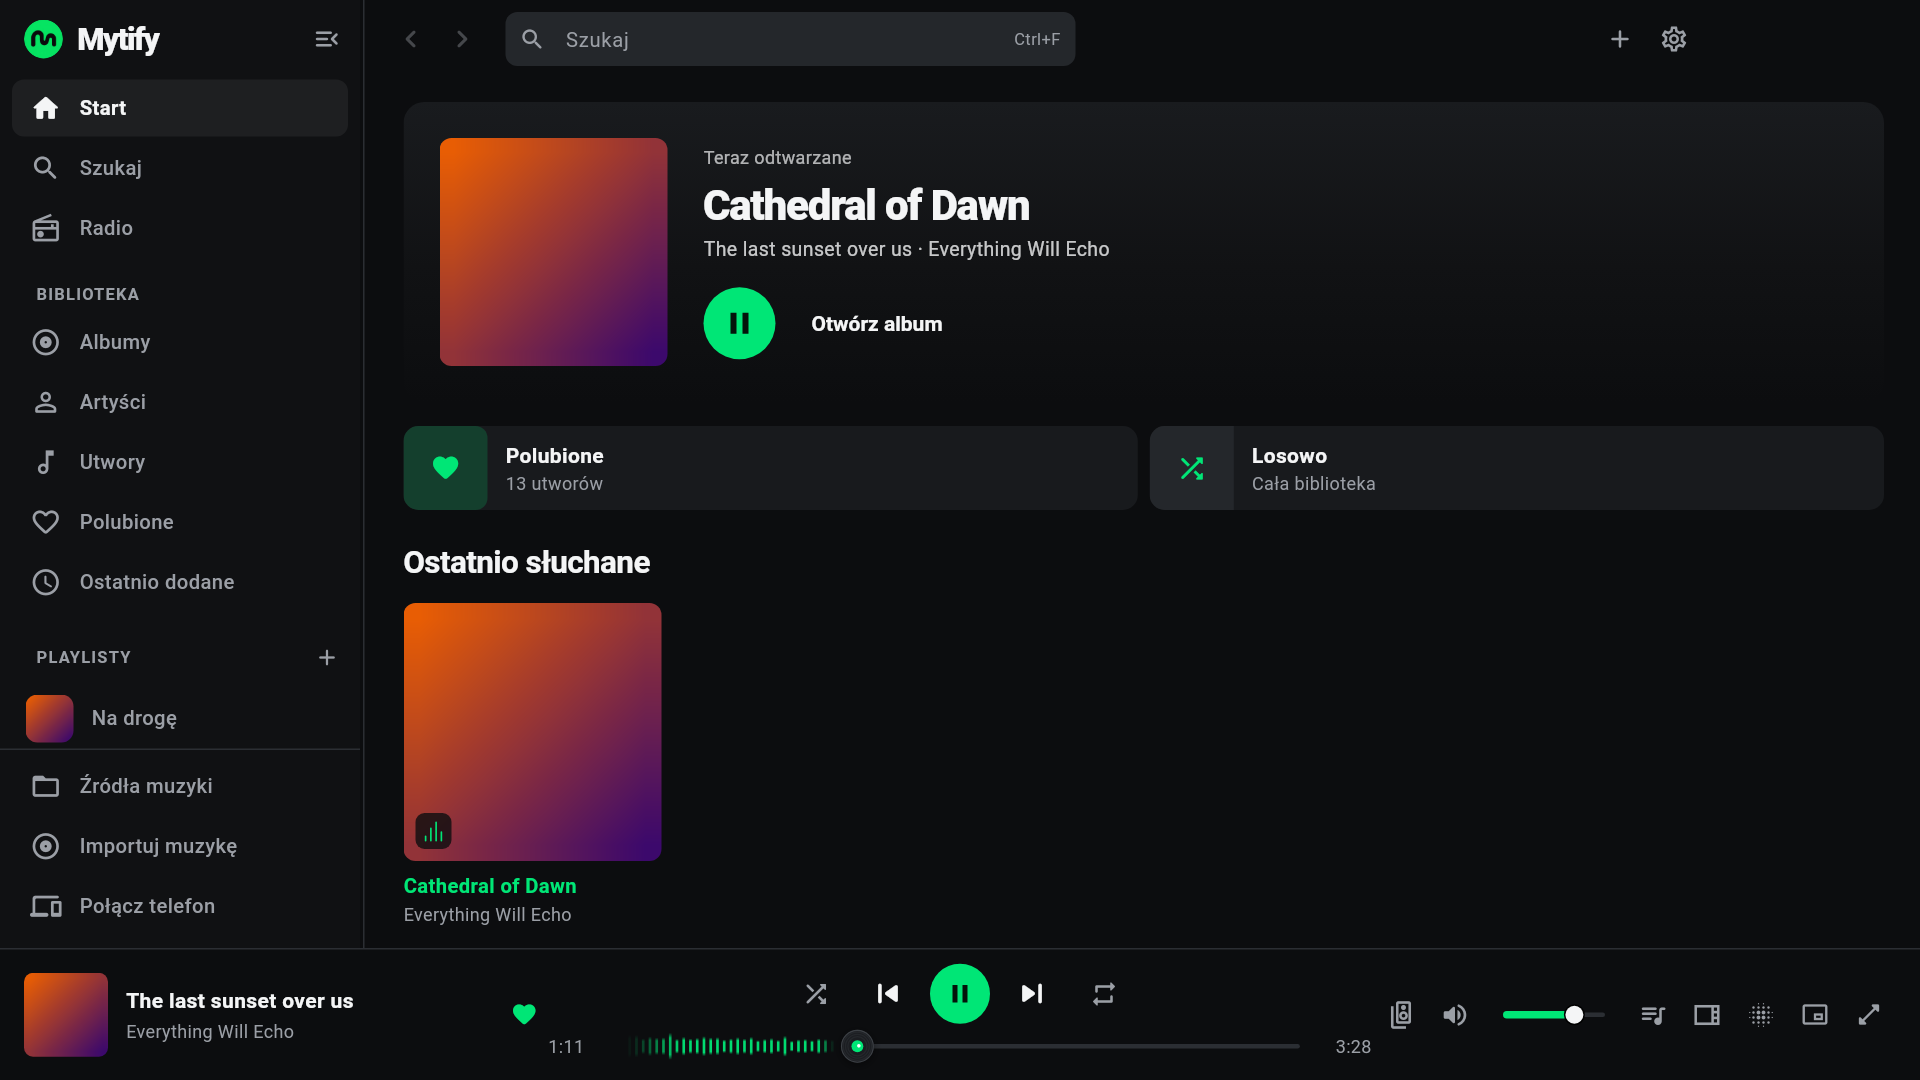 Mytify
Szukaj
Ctrl+F
Start
Szukaj
Radio
BIBLIOTEKA
Albumy
Artyści
Utwory
Polubione
Ostatnio dodane
PLAYLISTY
Na drogę
Źródła muzyki
Importuj muzykę
Połącz telefon
Teraz odtwarzane
Cathedral of Dawn
The last sunset over us · Everything Will Echo
Otwórz album
Polubione
13 utworów
Losowo
Cała biblioteka
Ostatnio słuchane
Cathedral of Dawn
Everything Will Echo
The last sunset over us
Everything Will Echo
1:11
3:28